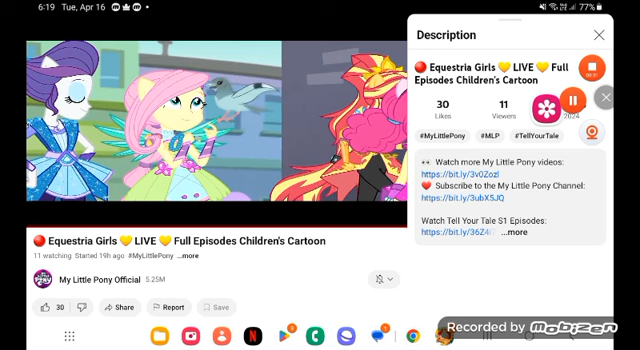 6:19 Tue, Apr 16
77%
Description
🔴 Equestria Girls 💛 LIVE 💛 Full
Episodes Children's Cartoon
30
Likes
11
Viewers
2024
#MyLittlePony
#MLP
#TellYourTale
👀 Watch more My Little Pony videos:
https://bit.ly/3v0Zozl
❤️ Subscribe to the My Little Pony Channel:
https://bit.ly/3ubX5JQ
Watch Tell Your Tale S1 Episodes:
...more
🔴 Equestria Girls 💛 LIVE 💛 Full Episodes Children's Cartoon
11 watching Started 19h ago #MyLittlePony ...more
My Little Pony Official 5.25M
30
Share
Report
Save
Recorded by Mobizen